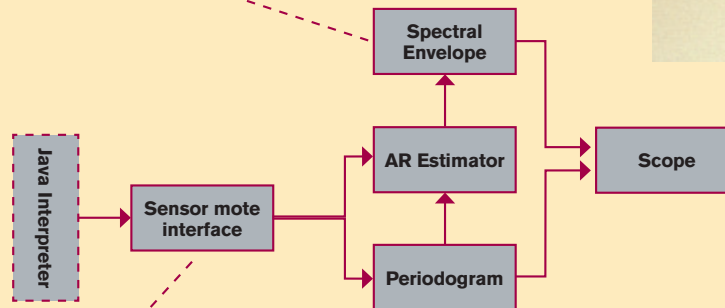 Spectral
Envelope
AR Estimator
Scope
Java Interpreter
Sensor mote
interface
Periodogram